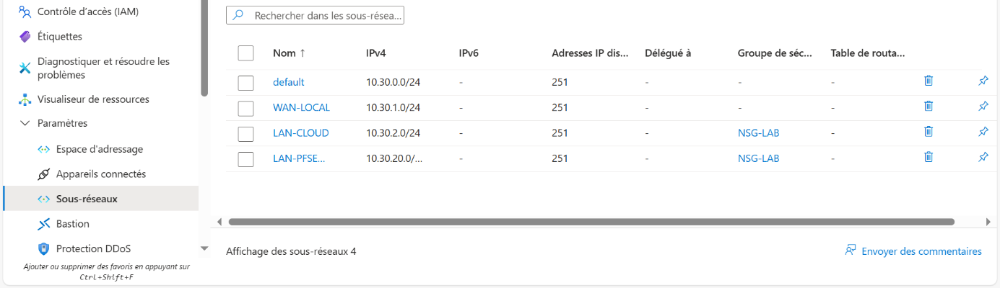 Contrôle d'accès (IAM)
Étiquettes
Diagnostiquer et résoudre les
problèmes
Visualiseur de ressources
Paramètres
Espace d'adressage
Appareils connectés
Sous-réseaux
Bastion
Protection DDoS
Ajouter ou supprimer des favoris en appuyant sur
Ctrl+Shift+F
Rechercher dans les sous-résea...
Nom ↑ IPv4 IPv6 Adresses IP dis... Délégué à Groupe de séc... Table de routa...
default 10.30.0.0/24 - 251 - - -
WAN-LOCAL 10.30.1.0/24 - 251 - - -
LAN-CLOUD 10.30.2.0/24 - 251 - NSG-LAB -
LAN-PFSE... 10.30.20.0/... - 251 - NSG-LAB -
Affichage des sous-réseaux 4
Envoyer des commentaires